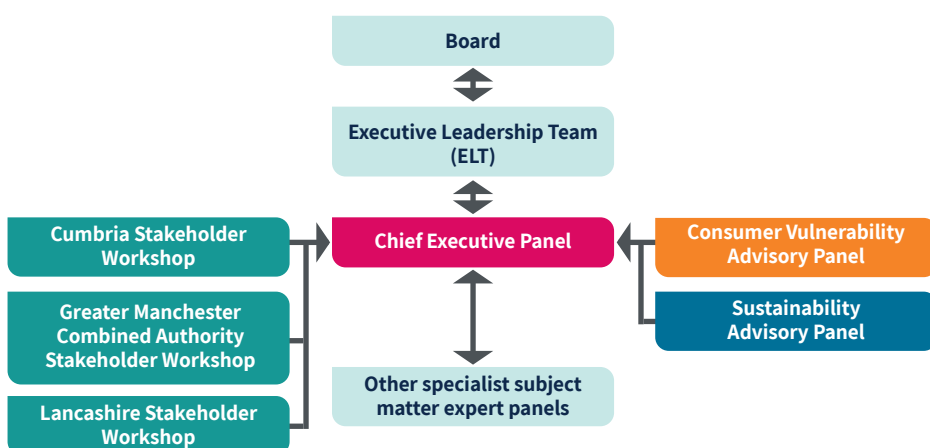 Board
Executive Leadership Team
(ELT)
Cumbria Stakeholder
Workshop
Chief Executive Panel
Consumer Vulnerability
Advisory Panel
Greater Manchester
Combined Authority
Stakeholder Workshop
Sustainability
Advisory Panel
Other specialist subject
matter expert panels
Lancashire Stakeholder
Workshop